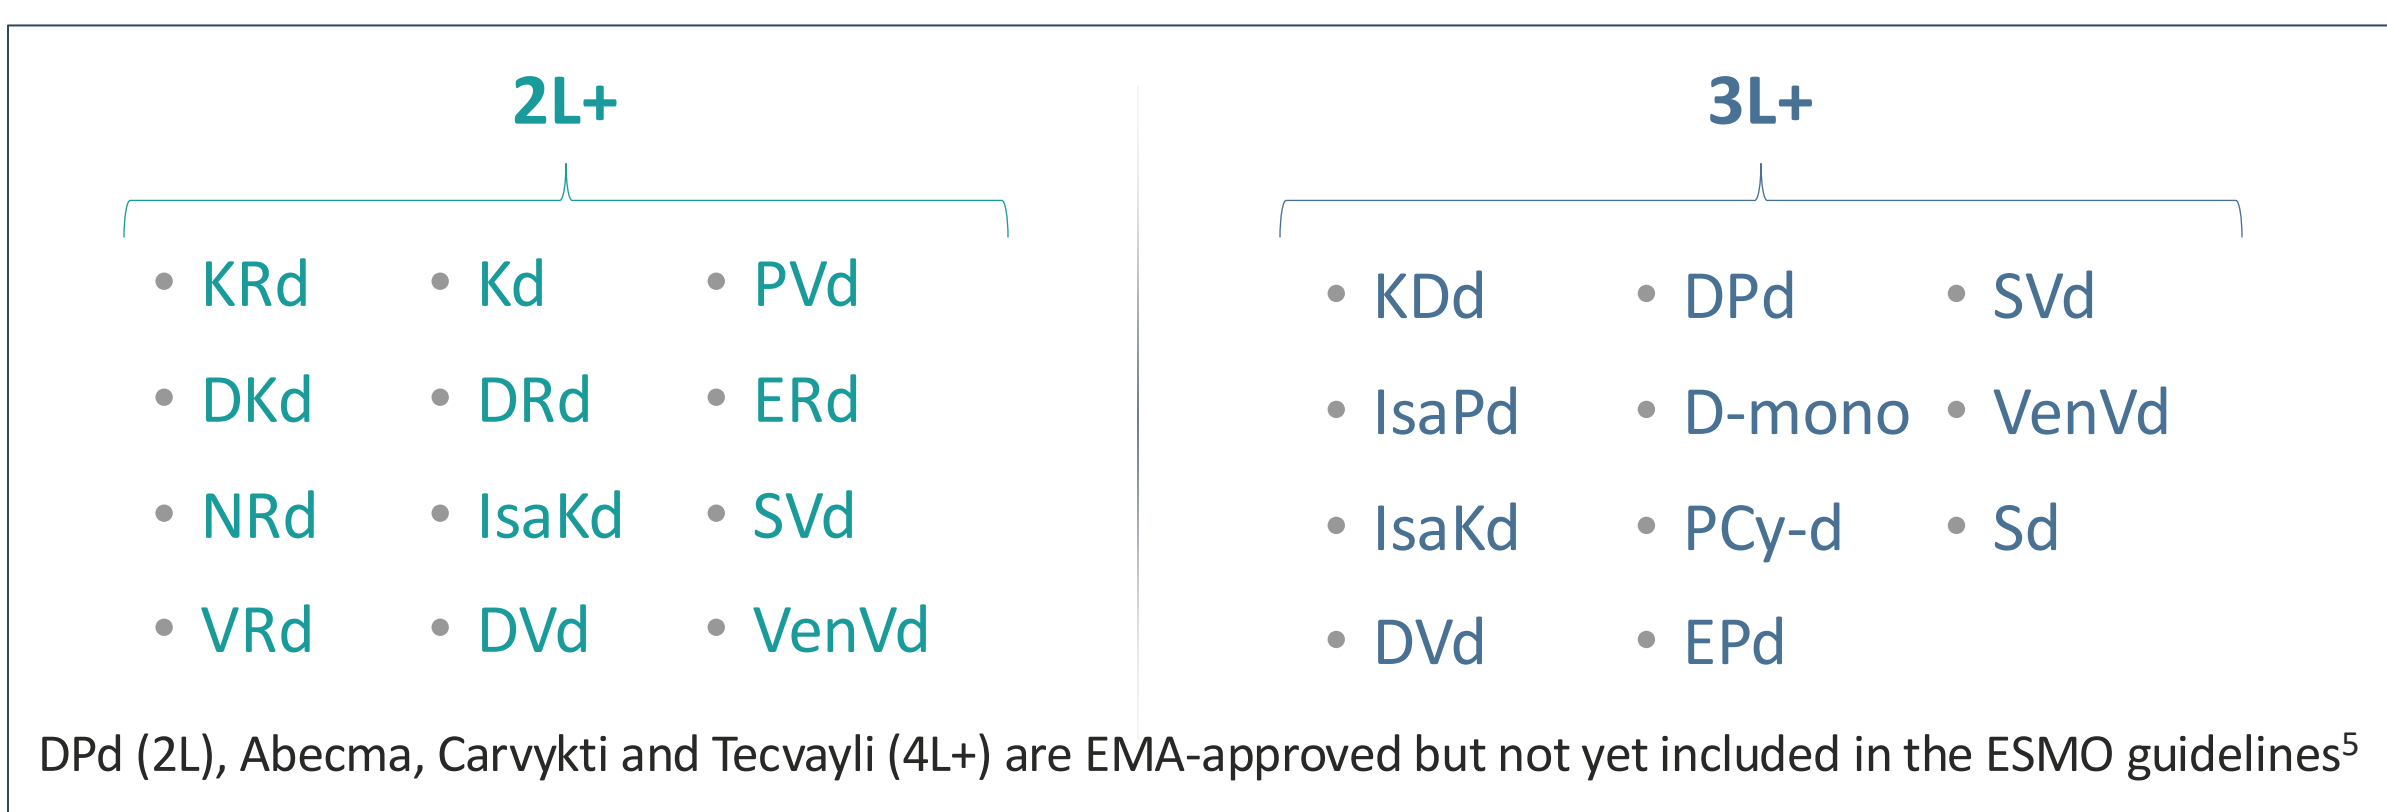 2L+
• KRd
• Kd
• PVd
• DKd
• DRd
• ERd
• NRd
• IsaKd
• SVd
• VRd
• DVd
• VenVd
3L+
• KDd
• DPd
• SVd
• IsaPd
• D-mono
• VenVd
• IsaKd
• PCy-d
• Sd
• DVd
• EPd
DPd (2L), Abecma, Carvykti and Tecvayli (4L+) are EMA-approved but not yet included in the ESMO guidelines⁵